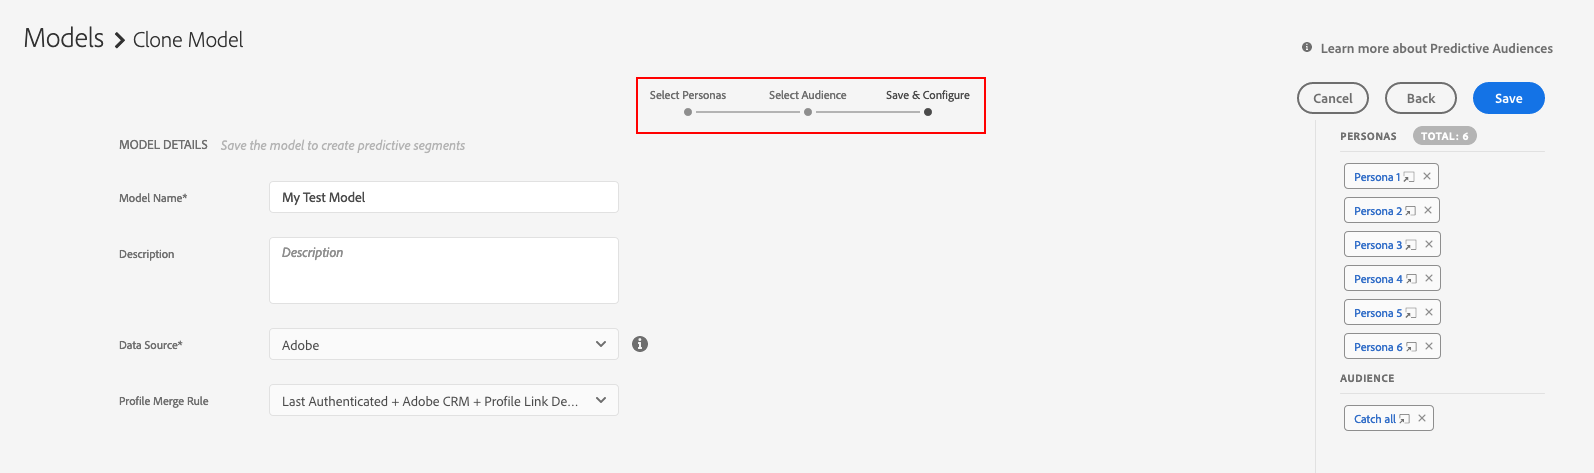 Models > Clone Model
Learn more about Predictive Audiences
Select Personas Select Audience Save & Configure
Cancel Back Save
MODEL DETAILS Save the model to create predictive segments
Model Name* My Test Model
Description Description
Data Source* Adobe
Profile Merge Rule Last Authenticated + Adobe CRM + Profile Link De...
PERSONAS TOTAL: 6
Persona 1
Persona 2
Persona 3
Persona 4
Persona 5
Persona 6
AUDIENCE
Catch all